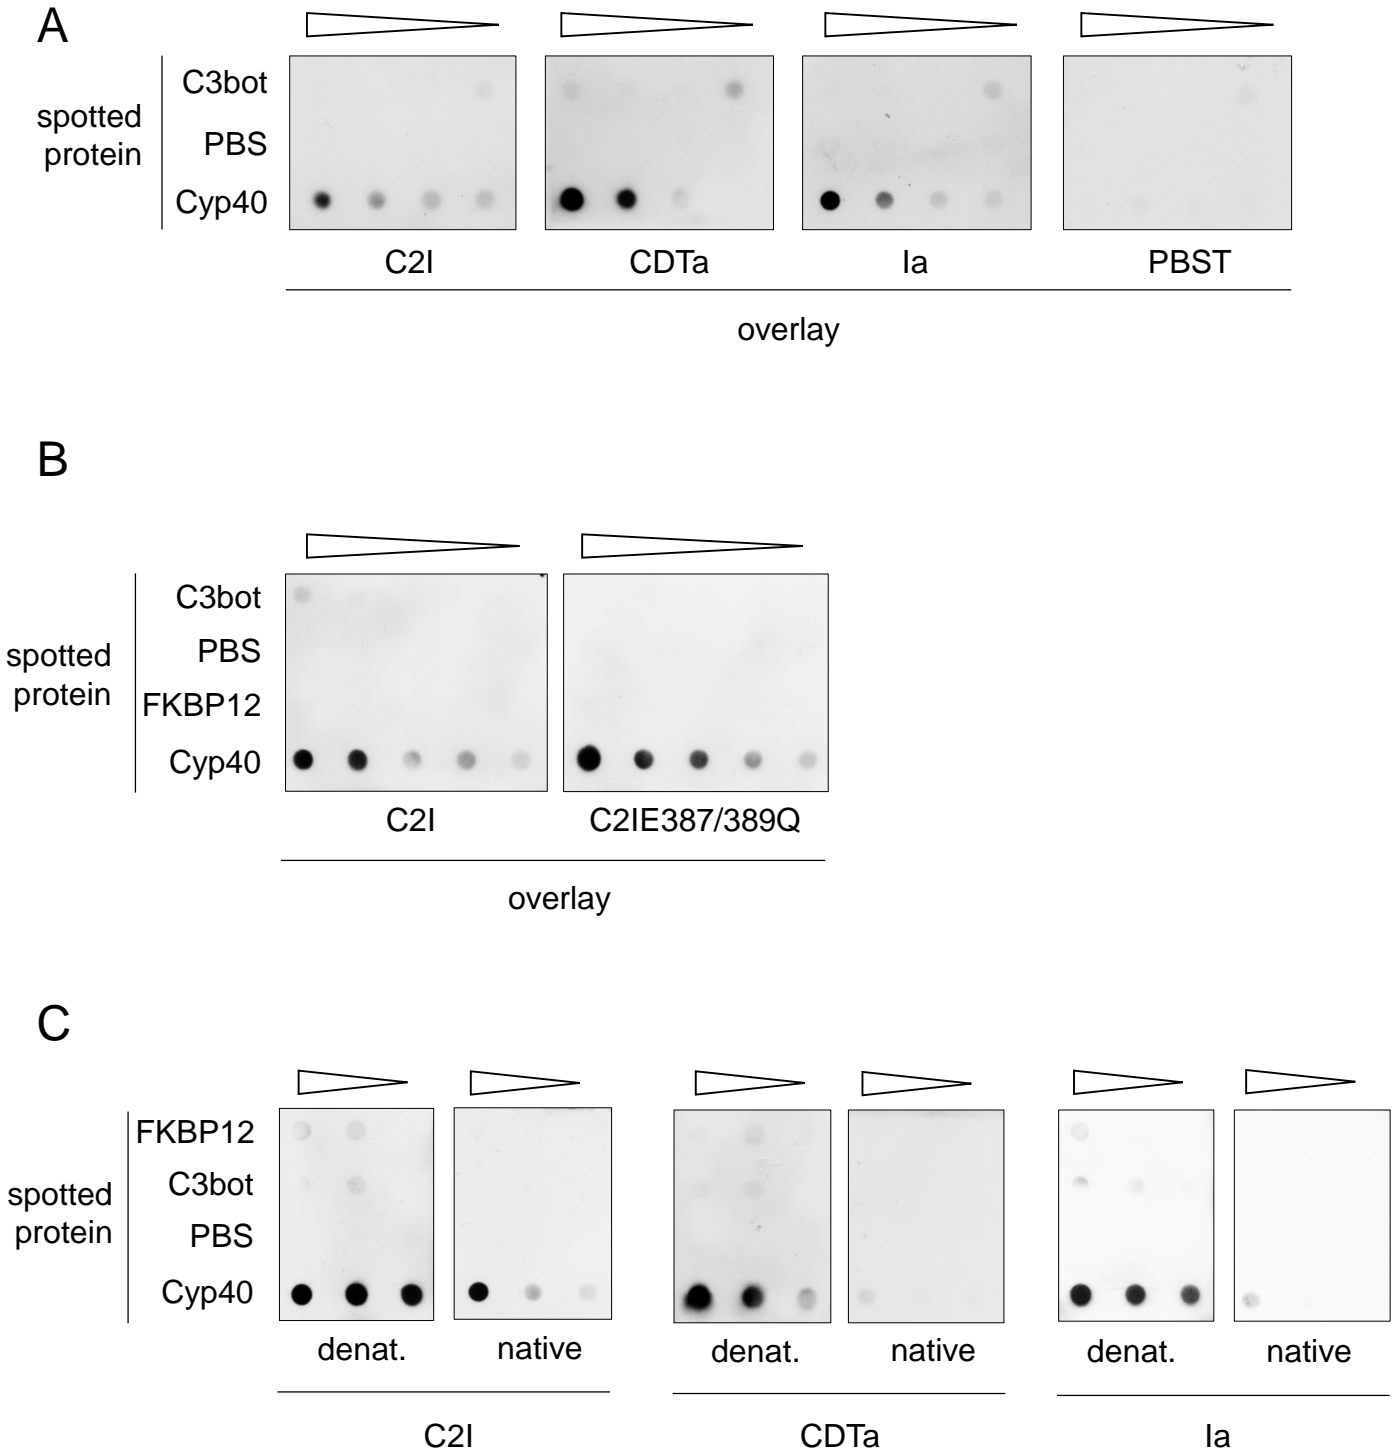 A
spotted
protein
C3bot
PBS
Cyp40
C2I
CDTa
Ia
PBST
overlay
B
spotted
protein
C3bot
PBS
FKBP12
Cyp40
C2I
C2IE387/389Q
overlay
C
spotted
protein
FKBP12
C3bot
PBS
Cyp40
denat.
native
denat.
native
denat.
native
C2I
CDTa
Ia